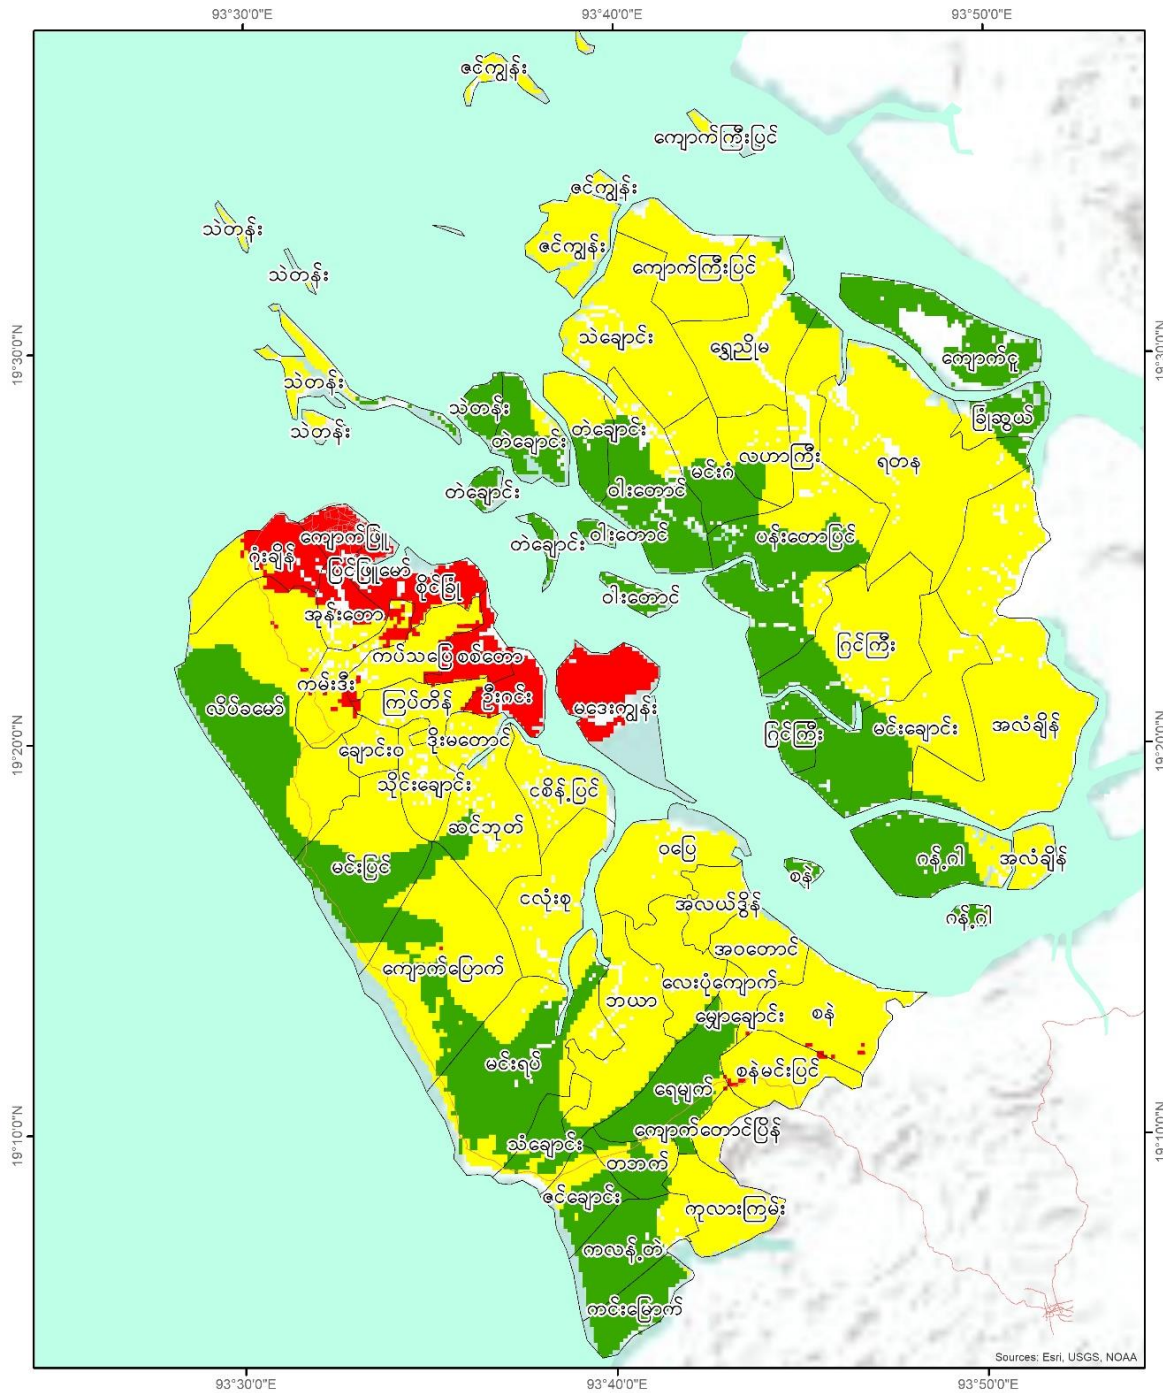 93°30'0"E
93°40'0"E
93°50'0"E
ဇင်ကျွန်း
ကျောက်ကြီးပြင်
ဇင်ကျွန်း
သဲတန်း
ဇင်ကျွန်း
ကျောက်ကြီးပြင်
သဲတန်း
သဲချောင်း
ရွှေညိုမ
19°30'0"N
19°30'0"N
ကျောက်ငူ
သဲတန်း
သဲတန်း
ခြုံဆွယ်
သဲတန်း
တဲချောင်း
တဲချောင်း
လဟာကြီး
ရတန
မင်းဂံ
တဲချောင်း
ဝါးတောင်
ကျောက်ဖြူ
တဲချောင်း
ဝါးတောင်
ပန်းတောပြင်
ဂုံးချိန်
ပြင်ဖြူမော်
စိုင်ခြုံ
ဝါးတောင်
အုန်းတော
ဂြင်ကြီး
ကပ်သပြေ
စစ်တော
ကမ်းဒီး
ကြပ်တိန်
ဦးဂင်း
လိပ်ခမော်
မဒေးကျွန်း
ဂြင်ကြီး
မင်းချောင်း
အလံချိန်
ချောင်းဝ
ဒိုးမတောင်
19°20'0"N
19°20'0"N
သိုင်းချောင်း
ငစိန့်ပြင်
ဆင်ဘုတ်
ဝပြေ
မင်းပြင်
ဂန့်ဂါ
အလံချိန်
စနဲ
ငလုံးစု
အလယ်ဒွိန်
ဂန့်ဂါ
အဝတောင်
ကျောက်ပြောက်
လေးပုံကျောက်
ဘယာ
မျှောချောင်း
စနဲ
မင်းရပ်
စနဲမင်းပြင်
ရေမျက်
19°10'0"N
19°10'0"N
သံချောင်း
ကျောက်တောင်ပြိန်
တဘက်
ဇင်ချောင်း
ကုလားကြမ်း
ကလန့်တဲ
ကင်းမြောက်
Sources: Esri, USGS, NOAA
93°30'0"E
93°40'0"E
93°50'0"E